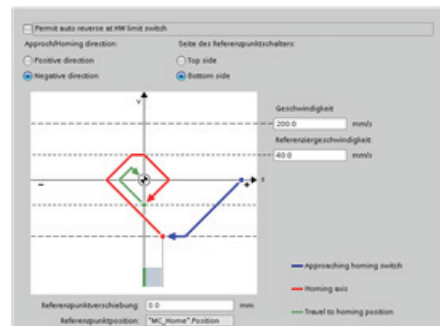 Permit auto reverse at HW limit switch
Approch/Homing direction:
Seite des Referenzpunktschalters:
Positive direction
Top side
Negative direction
Bottom side
v
Geschwindigkeit
200.0 mm/s
Referenziergeschwindigkeit:
40.0 mm/s
x
Approaching homing switch
Homing axis
Travel to homing position
Referenzpunktverschiebung: 0.0 mm
Referenzpunktposition: "MC_Home".Position